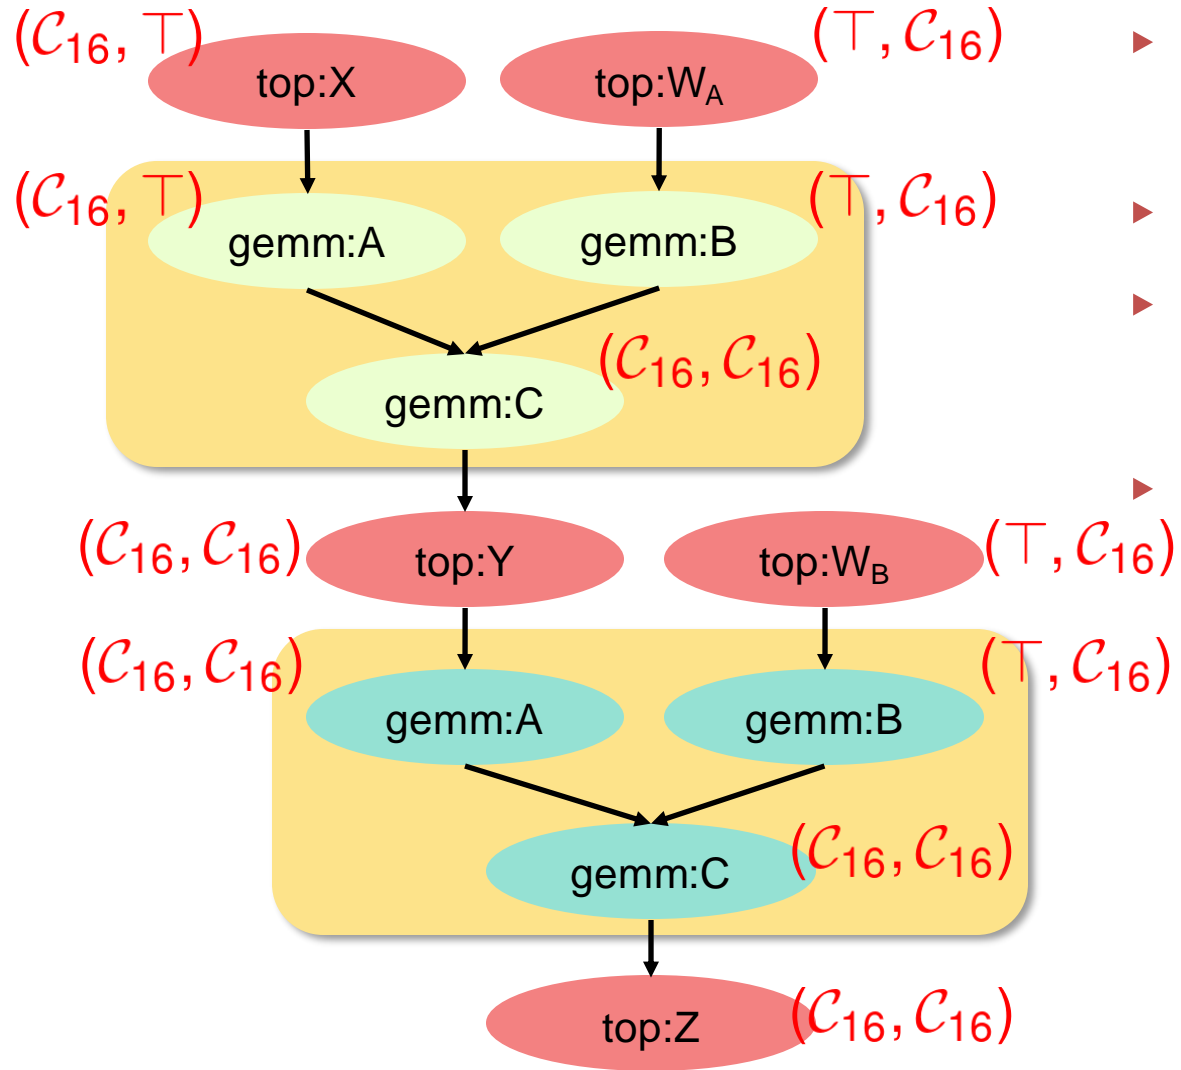 (𝒞16, ⊤) (⊤, 𝒞16)
top:X top:WA
(𝒞16, ⊤) (⊤, 𝒞16)
gemm:A gemm:B
(𝒞16, 𝒞16)
gemm:C
(𝒞16, 𝒞16) top:Y top:WB (⊤, 𝒞16)
(𝒞16, 𝒞16) (⊤, 𝒞16)
gemm:A gemm:B
(𝒞16, 𝒞16)
gemm:C
top:Z (𝒞16, 𝒞16)